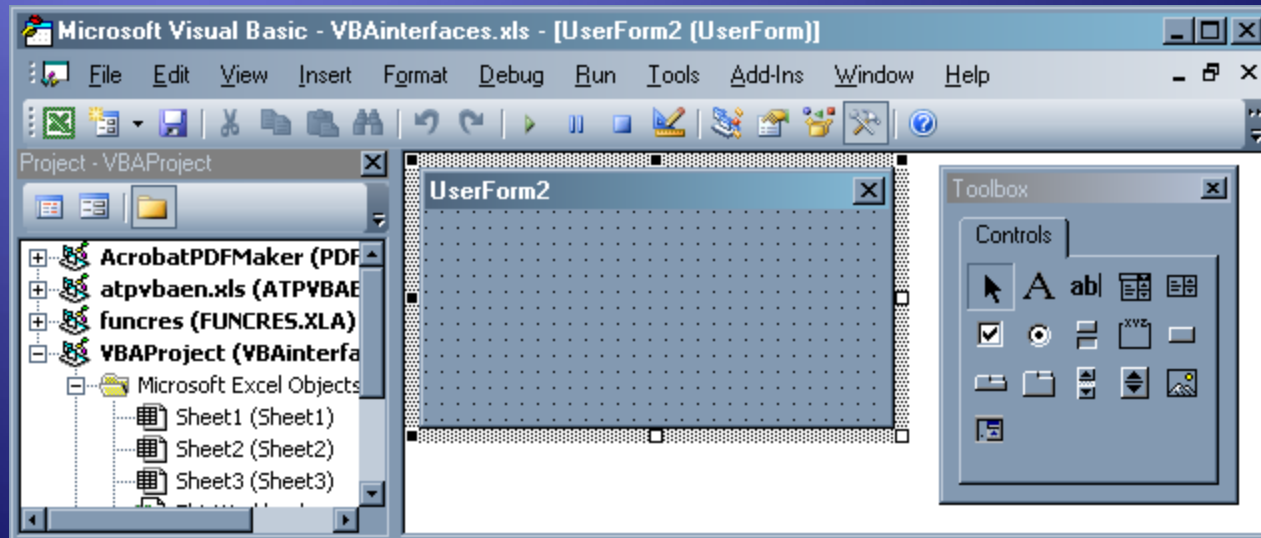 Microsoft Visual Basic - VBAinterfaces.xls - [UserForm2 (UserForm)]
File Edit View Insert Format Debug Run Tools Add-Ins Window Help
Project - VBAProject
AcrobatPDFMaker (PDF
atpvbaen.xls (ATPVBAE
funcres (FUNCRES.XLA)
VBAProject (VBAinterfa
Microsoft Excel Objects
Sheet1 (Sheet1)
Sheet2 (Sheet2)
Sheet3 (Sheet3)
UserForm2
Toolbox
Controls
A ab|
XYZ